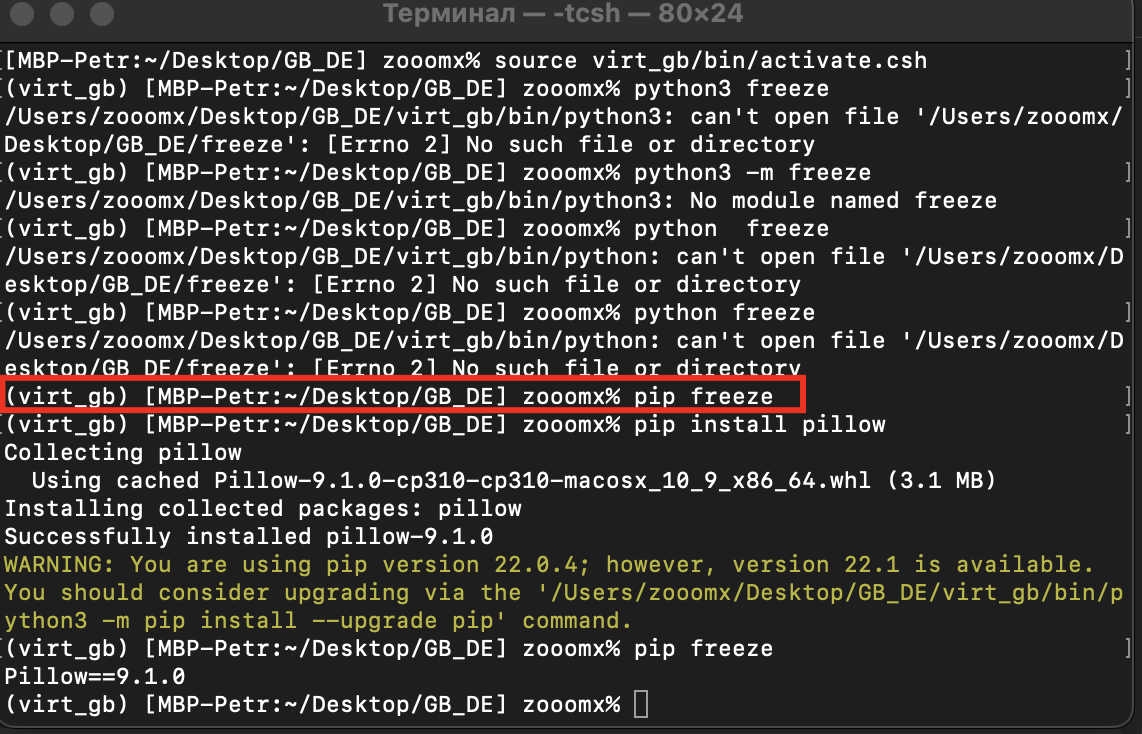 Терминал — -tcsh — 80×24
[[MBP-Petr:~/Desktop/GB_DE] zooomx% source virt_gb/bin/activate.csh ]
[(virt_gb) [MBP-Petr:~/Desktop/GB_DE] zooomx% python3 freeze ]
/Users/zooomx/Desktop/GB_DE/virt_gb/bin/python3: can't open file '/Users/zooomx/
Desktop/GB_DE/freeze': [Errno 2] No such file or directory
[(virt_gb) [MBP-Petr:~/Desktop/GB_DE] zooomx% python3 -m freeze ]
/Users/zooomx/Desktop/GB_DE/virt_gb/bin/python3: No module named freeze
[(virt_gb) [MBP-Petr:~/Desktop/GB_DE] zooomx% python  freeze ]
/Users/zooomx/Desktop/GB_DE/virt_gb/bin/python: can't open file '/Users/zooomx/D
esktop/GB_DE/freeze': [Errno 2] No such file or directory
[(virt_gb) [MBP-Petr:~/Desktop/GB_DE] zooomx% python freeze ]
/Users/zooomx/Desktop/GB_DE/virt_gb/bin/python: can't open file '/Users/zooomx/D
esktop/GB_DE/freeze': [Errno 2] No such file or directory
(virt_gb) [MBP-Petr:~/Desktop/GB_DE] zooomx% pip freeze ]
[(virt_gb) [MBP-Petr:~/Desktop/GB_DE] zooomx% pip install pillow ]
Collecting pillow
  Using cached Pillow-9.1.0-cp310-cp310-macosx_10_9_x86_64.whl (3.1 MB)
Installing collected packages: pillow
Successfully installed pillow-9.1.0
WARNING: You are using pip version 22.0.4; however, version 22.1 is available.
You should consider upgrading via the '/Users/zooomx/Desktop/GB_DE/virt_gb/bin/p
ython3 -m pip install --upgrade pip' command.
[(virt_gb) [MBP-Petr:~/Desktop/GB_DE] zooomx% pip freeze ]
Pillow==9.1.0
(virt_gb) [MBP-Petr:~/Desktop/GB_DE] zooomx%